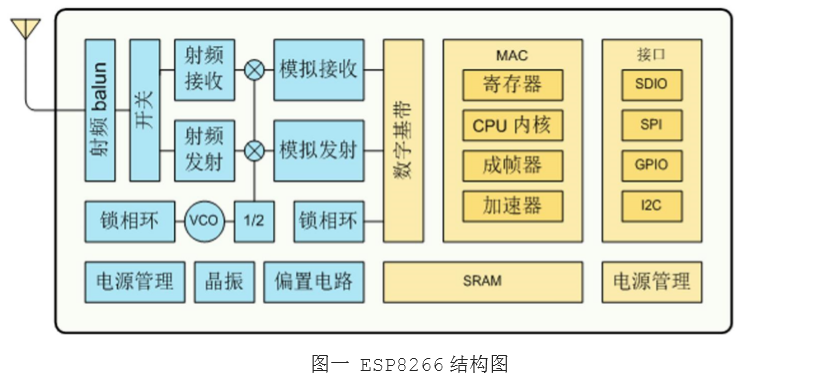 射频 balun
开关
射频
接收
模拟接收
射频
发射
模拟发射
锁相环
VCO
1/2
锁相环
数字基带
MAC
寄存器
CPU 内核
成帧器
加速器
接口
SDIO
SPI
GPIO
I2C
电源管理
晶振
偏置电路
SRAM
电源管理
图一 ESP8266 结构图